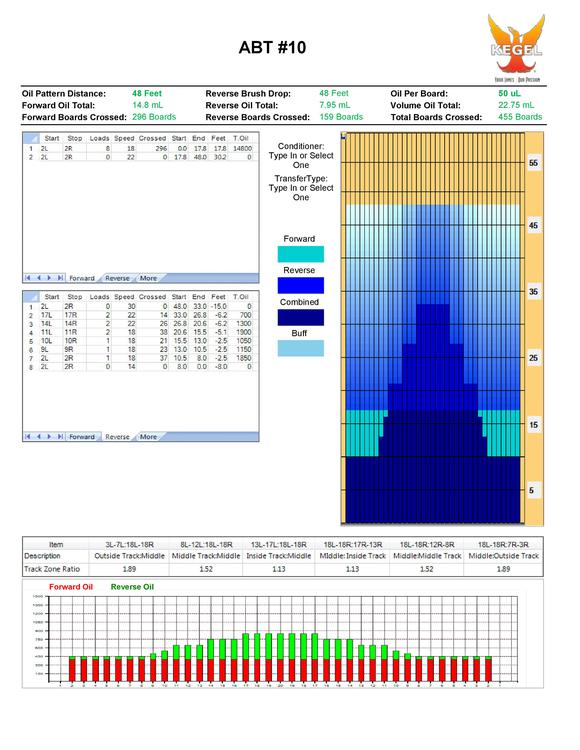 ABT #10
KEGEL
Oil Pattern Distance: 48 Feet Reverse Brush Drop: 48 Feet Oil Per Board: 50 uL
Forward Oil Total: 14.8 mL Reverse Oil Total: 7.95 mL Volume Oil Total: 22.75 mL
Forward Boards Crossed: 296 Boards Reverse Boards Crossed: 159 Boards Total Boards Crossed: 455 Boards
Start Stop Loads Speed Crossed Start End Feet T.Oil
1 2L 2R 8 18 296 0.0 17.8 17.8 14800
2 2L 2R 0 22 0 17.8 48.0 30.2 0
Forward Reverse More
Start Stop Loads Speed Crossed Start End Feet T.Oil
1 2L 2R 0 30 0 48.0 33.0 -15.0 0
2 17L 17R 2 22 14 33.0 26.8 -6.2 700
3 14L 14R 2 22 26 26.8 20.6 -6.2 1300
4 11L 11R 2 18 38 20.6 15.5 -5.1 1900
5 10L 10R 1 18 21 15.5 13.0 -2.5 1050
6 9L 9R 1 18 23 13.0 10.5 -2.5 1150
7 2L 2R 1 18 37 10.5 8.0 -2.5 1850
8 2L 2R 0 14 0 8.0 0.0 -8.0 0
Forward Reverse More
Conditioner:
Type In or Select
One
TransferType:
Type In or Select
One
Forward
Reverse
Combined
Buff
55
45
35
25
15
5
Item 3L-7L:18L-18R 8L-12L:18L-18R 13L-17L:18L-18R 18L-18R:17R-13R 18L-18R:12R-8R 18L-18R:7R-3R
Description Outside Track:Middle Middle Track:Middle Inside Track:Middle Middle:Inside Track Middle:Middle Track Middle:Outside Track
Track Zone Ratio 1.89 1.52 1.13 1.13 1.52 1.89
Forward Oil Reverse Oil